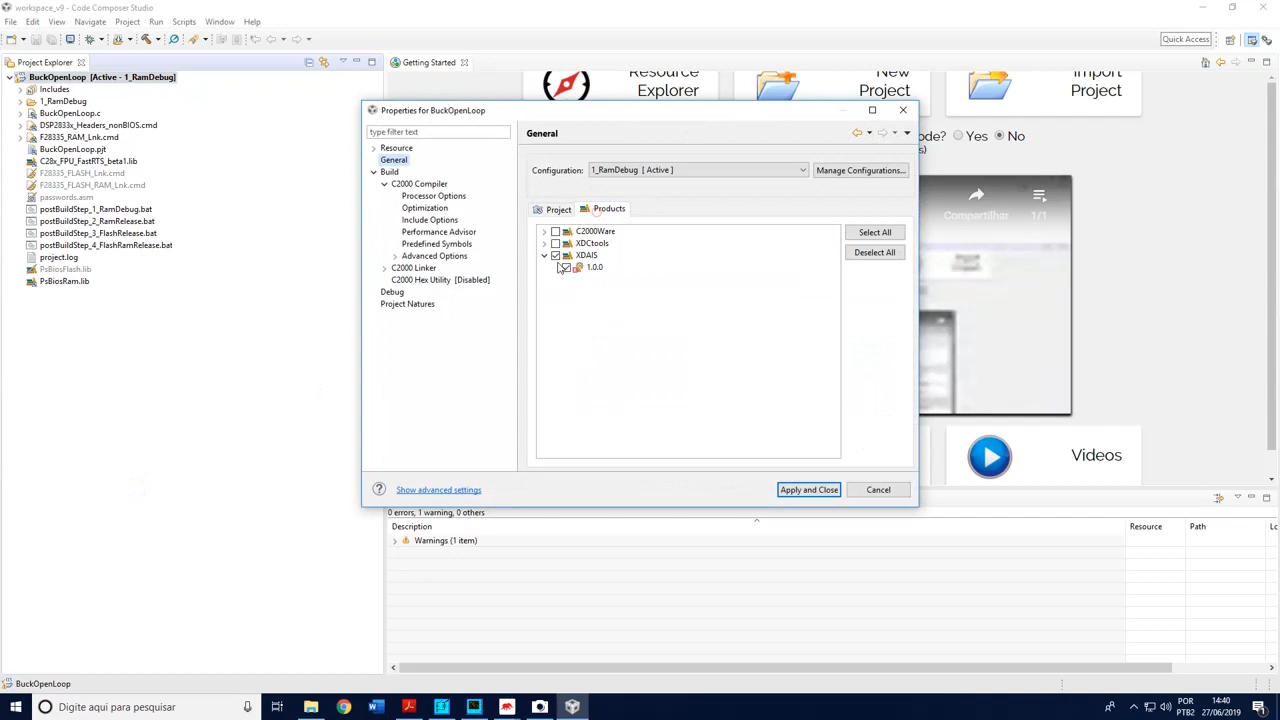 workspace_v9 - Code Composer Studio
File Edit View Navigate Project Run Scripts Window Help
Quick Access
Project Explorer
BuckOpenLoop [Active - 1_RamDebug]
Includes
1_RamDebug
BuckOpenLoop.c
DSP2833x_Headers_nonBIOS.cmd
F28335_RAM_Lnk.cmd
BuckOpenLoop.pjt
C28x_FPU_FastRTS_beta1.lib
F28335_FLASH_Lnk.cmd
F28335_FLASH_RAM_Lnk.cmd
passwords.asm
postBuildStep_1_RamDebug.bat
postBuildStep_2_RamRelease.bat
postBuildStep_3_FlashRelease.bat
postBuildStep_4_FlashRamRelease.bat
project.log
PsBiosFlash.lib
PsBiosRam.lib
Getting Started
Resource
Explorer
New
Project
Import
Project
ode? Yes No
Compartilhar
1/1
Videos
Properties for BuckOpenLoop
type filter text
Resource
General
Build
C2000 Compiler
Processor Options
Optimization
Include Options
Performance Advisor
Predefined Symbols
Advanced Options
C2000 Linker
C2000 Hex Utility [Disabled]
Debug
Project Natures
General
Configuration: 1_RamDebug [ Active ] Manage Configurations...
Project Products
C2000Ware
XDCtools
XDAIS
1.0.0
Select All
Deselect All
Show advanced settings
Apply and Close Cancel
0 errors, 1 warning, 0 others
Description Resource Path Lc
Warnings (1 item)
BuckOpenLoop
Digite aqui para pesquisar
POR
PTB2
14:40
27/06/2019